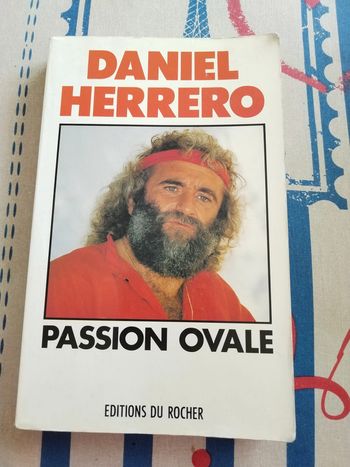 DANIEL
HERRERO
PASSION OVALE
EDITIONS DU ROCHER